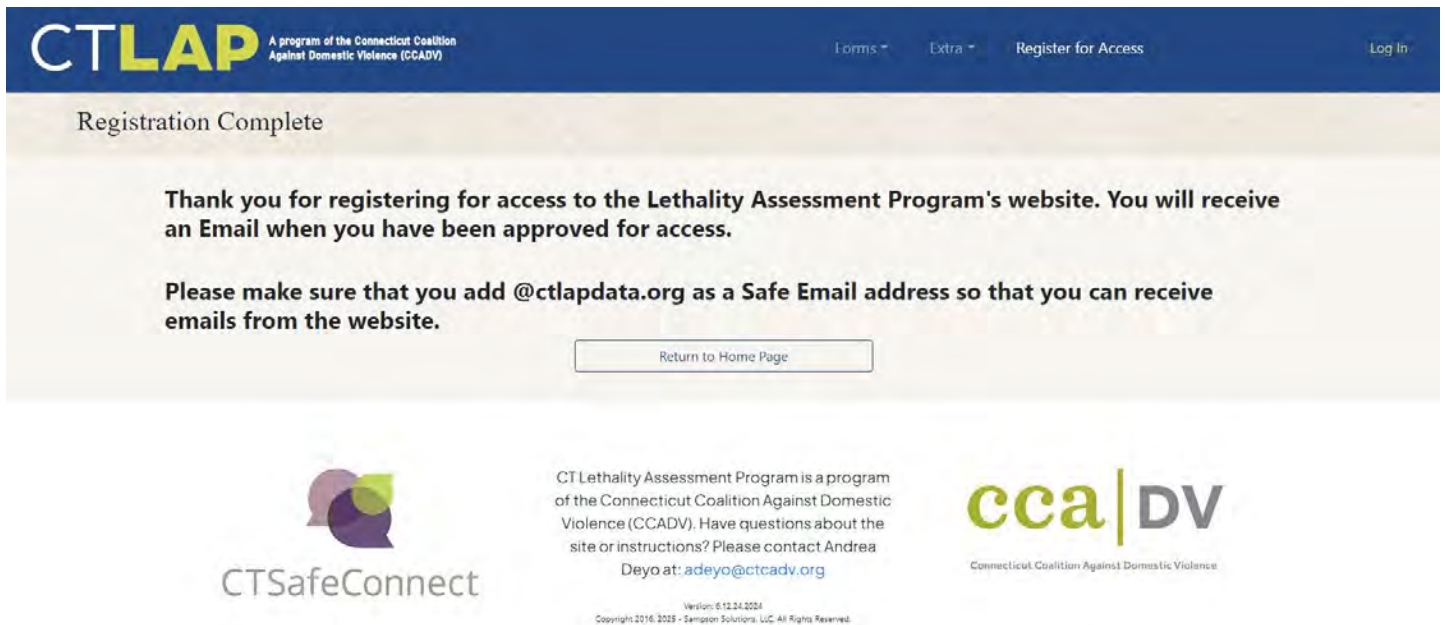 CTLAP
A program of the Connecticut Coalition
Against Domestic Violence (CCADV)
Forms Extra Register for Access Log In
Registration Complete
Thank you for registering for access to the Lethality Assessment Program's website. You will receive
an Email when you have been approved for access.
Please make sure that you add @ctlapdata.org as a Safe Email address so that you can receive
emails from the website.
Return to Home Page
CTSafeConnect
CT Lethality Assessment Program is a program
of the Connecticut Coalition Against Domestic
Violence (CCADV). Have questions about the
site or instructions? Please contact Andrea
Deyo at: adeyo@ctcadv.org
Version: 6.12.24.2024
Copyright 2016, 2025 - Sampson Solutions, LLC, All Rights Reserved.
cca|DV
Connecticut Coalition Against Domestic Violence